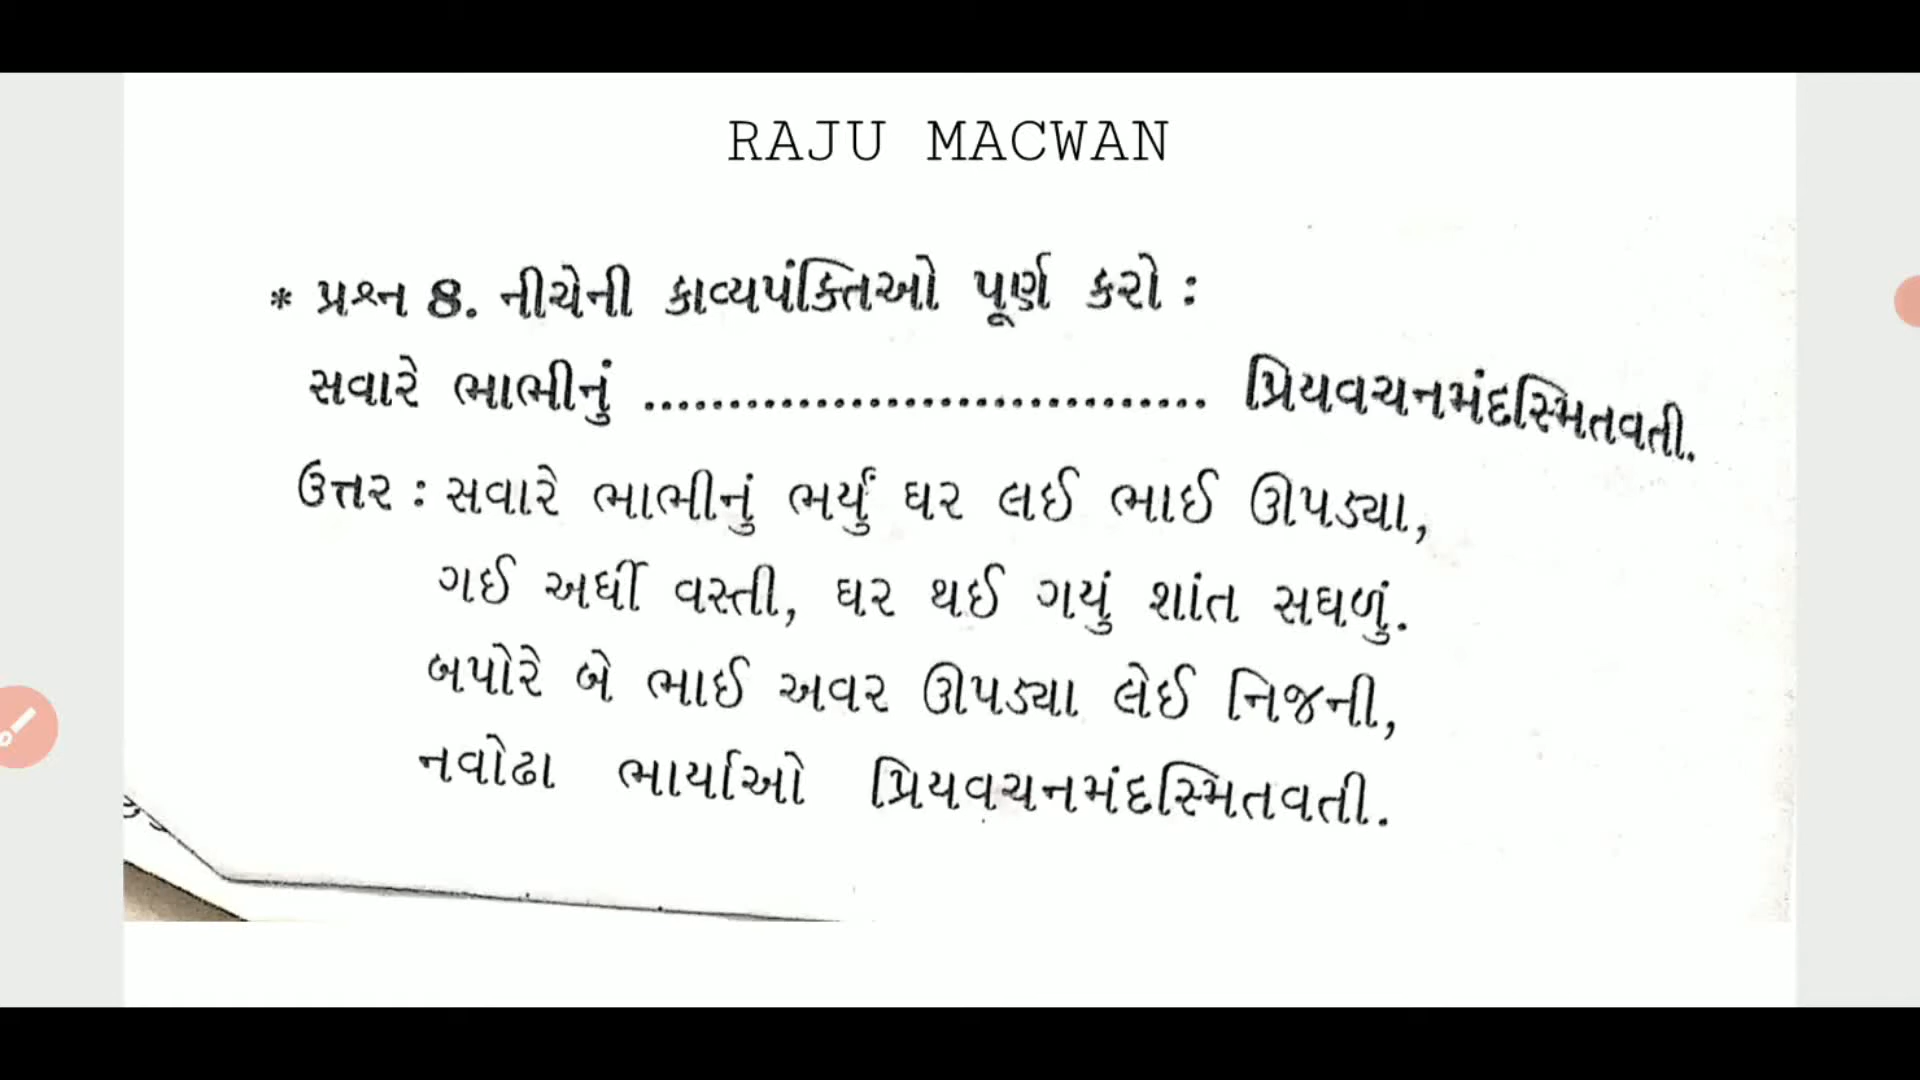 RAJU MACWAN
* પ્રશ્ન 8. નીચેની કાવ્યપંક્તિઓ પૂર્ણ કરો :
સવારે ભાભીનું .................................. પ્રિયવચનમંદસ્મિતવતી.
ઉત્તર : સવારે ભાભીનું ભર્યું ઘર લઈ ભાઈ ઊપડ્યા,
ગઈ અર્ધી વસ્તી, ઘર થઈ ગયું શાંત સઘળું.
બપોરે બે ભાઈ અવર ઊપડ્યા લેઈ નિજની,
નવોઢા ભાર્યાઓ પ્રિયવચનમંદસ્મિતવતી.